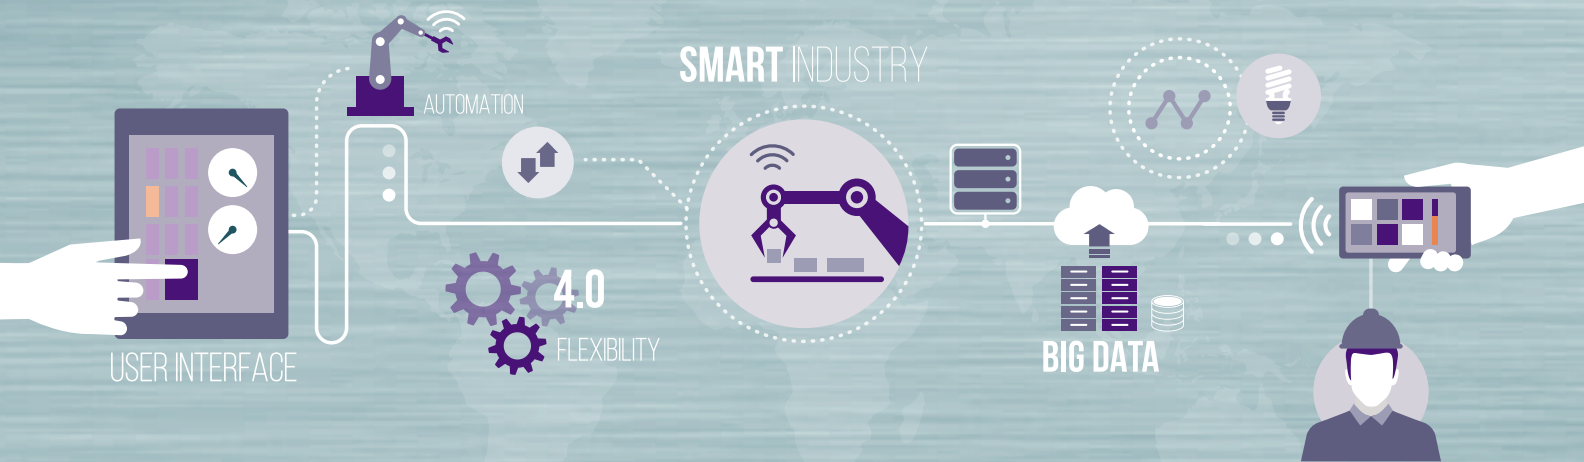 SMART INDUSTRY
AUTOMATION
4.0
FLEXIBILITY
USER INTERFACE
BIG DATA